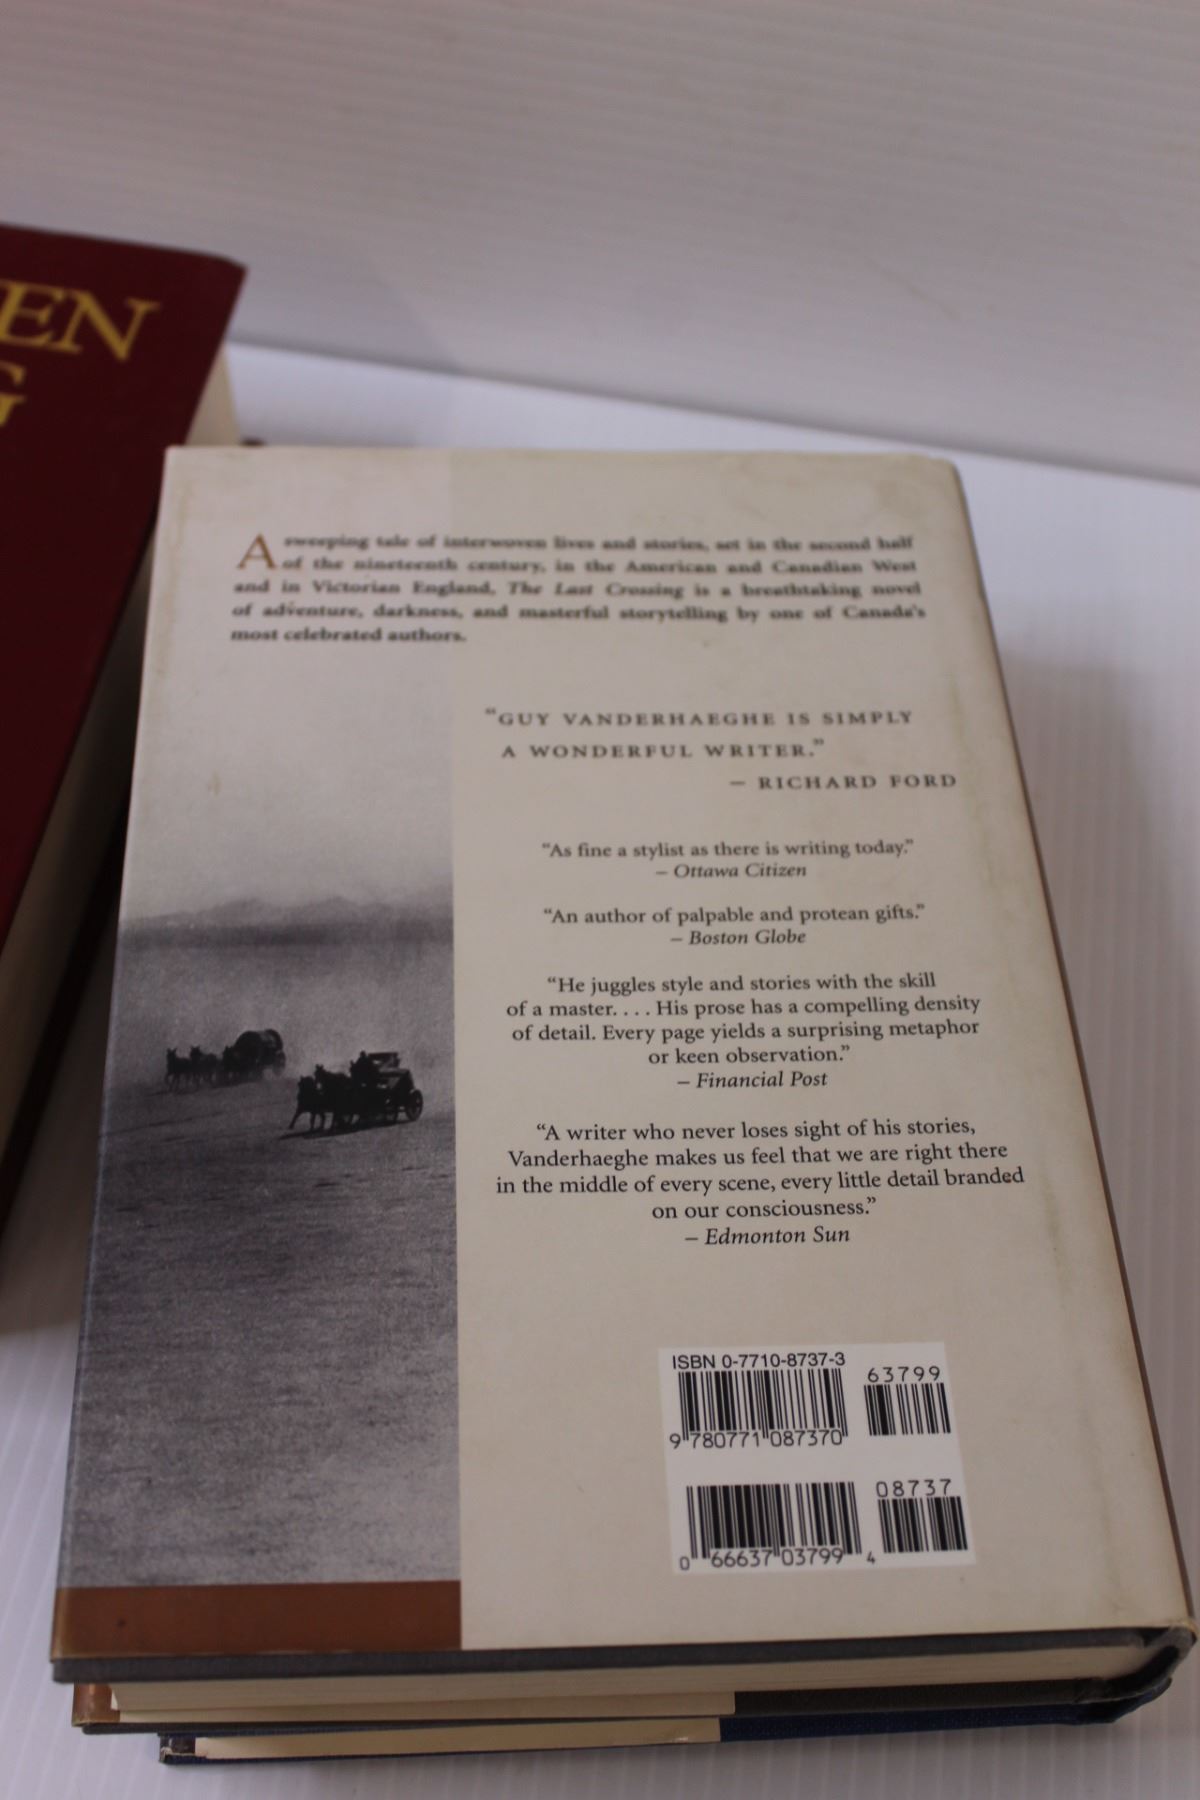 EN
G
A sweeping tale of interwoven lives and stories, set in the second half
of the nineteenth century, in the American and Canadian West
and in Victorian England, The Last Crossing is a breathtaking novel
of adventure, darkness, and masterful storytelling by one of Canada's
most celebrated authors.
“GUY VANDERHAEGHE IS SIMPLY
A WONDERFUL WRITER.”
– RICHARD FORD
“As fine a stylist as there is writing today.”
– Ottawa Citizen
“An author of palpable and protean gifts.”
– Boston Globe
“He juggles style and stories with the skill
of a master. . . . His prose has a compelling density
of detail. Every page yields a surprising metaphor
or keen observation.”
– Financial Post
“A writer who never loses sight of his stories,
Vanderhaeghe makes us feel that we are right there
in the middle of every scene, every little detail branded
on our consciousness.”
– Edmonton Sun
ISBN 0-7710-8737-3
63799
9 780771 087370
08737
0 66637 03799 4